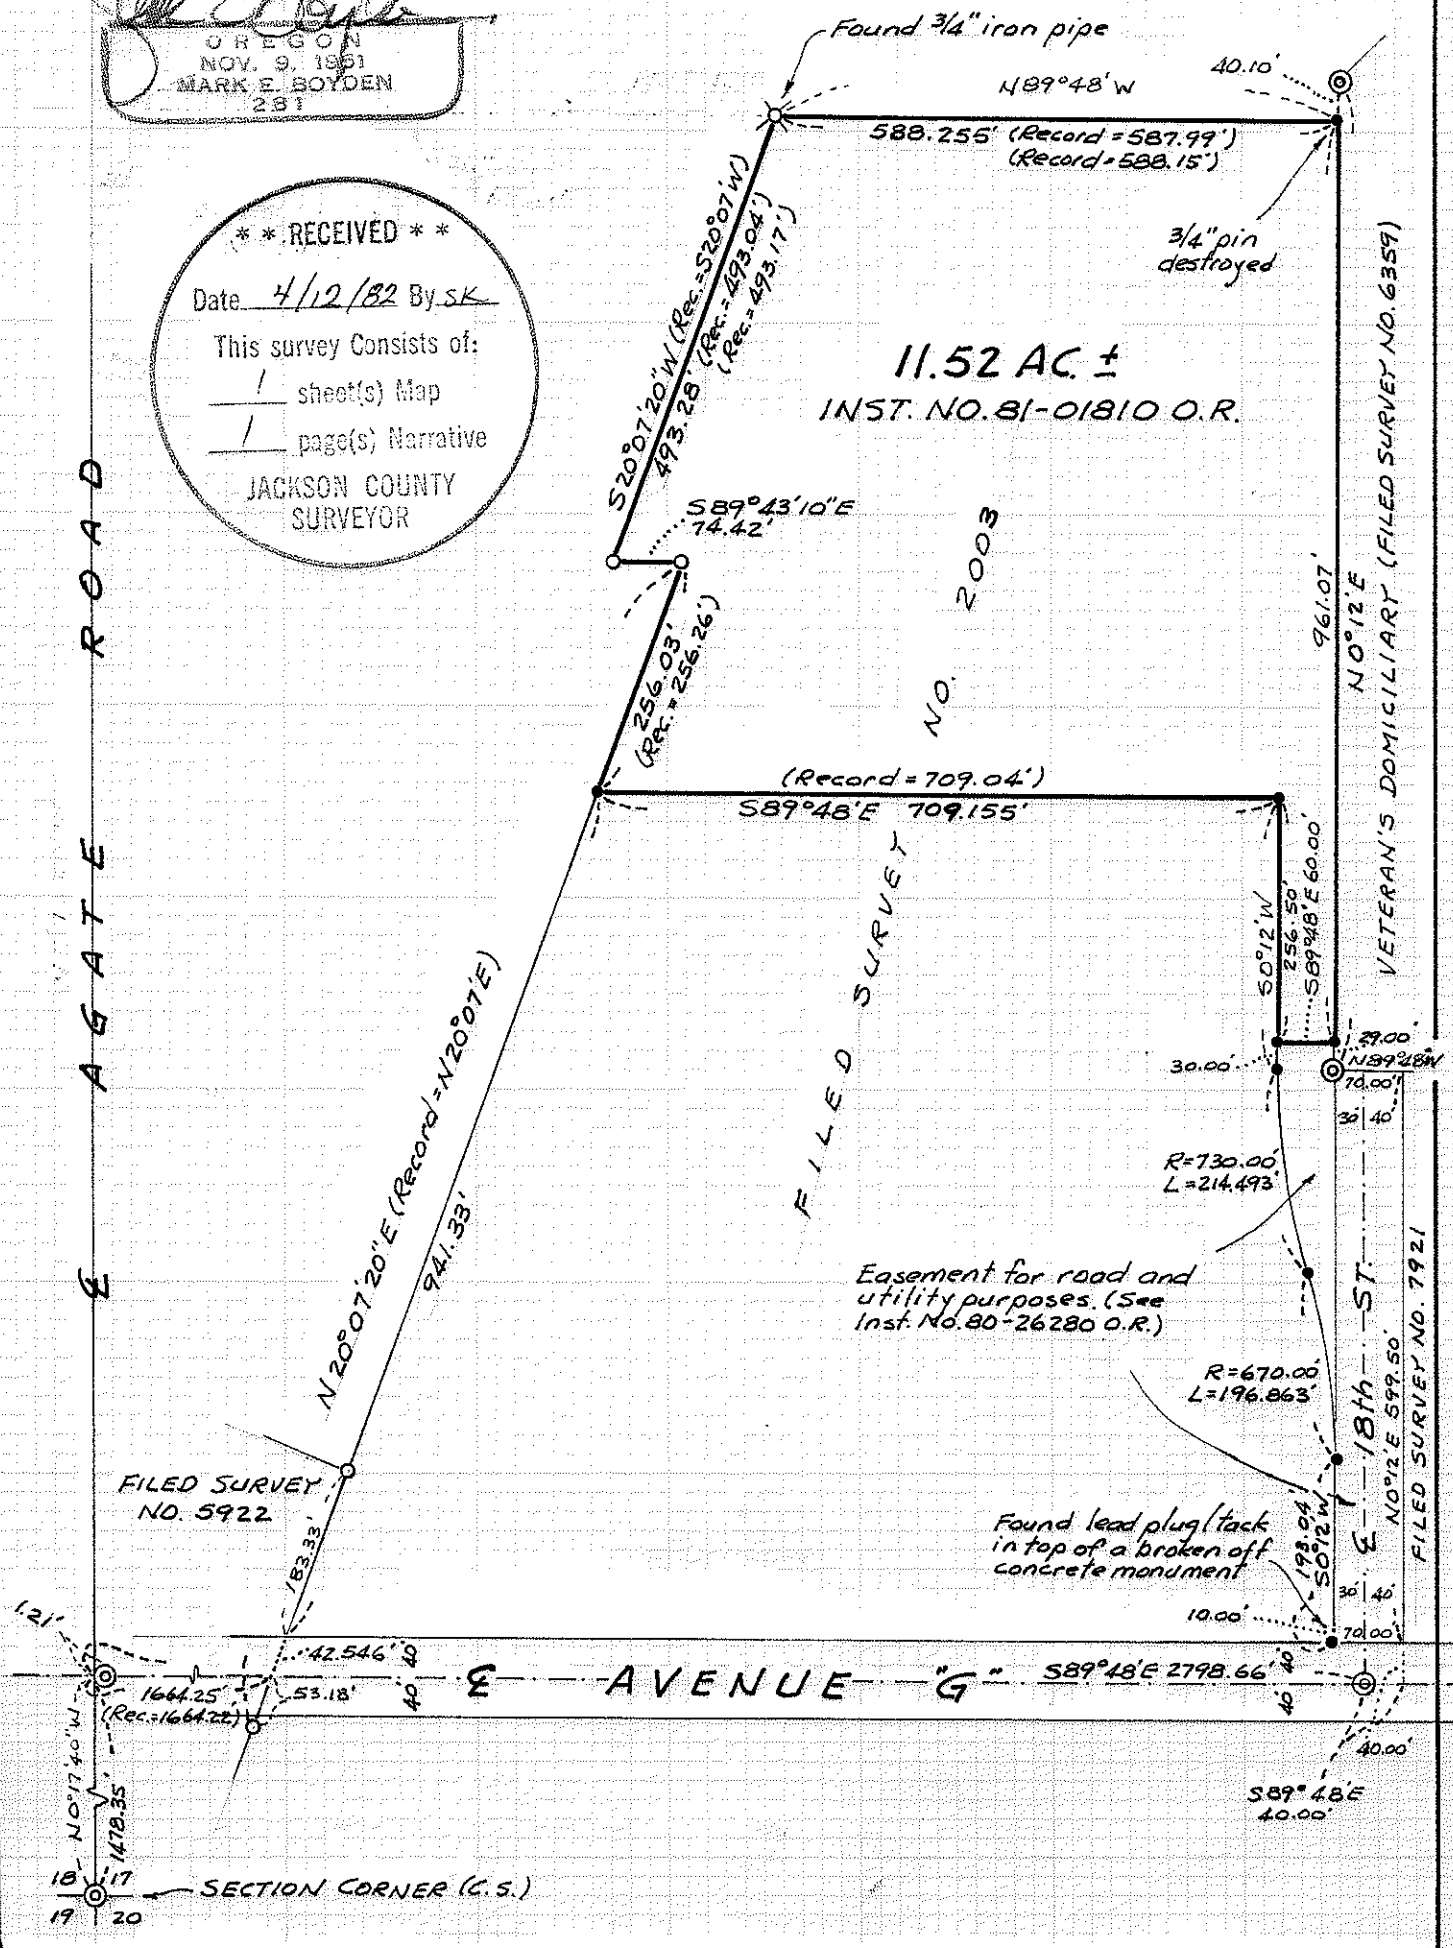 OREGON
NOV. 9, 1951
MARK E. BOYDEN
281
Found 3/4" iron pipe
N89°48'W
40.10'
588.255' (Record = 587.99')
(Record = 588.15')
3/4" pin
destroyed
* * RECEIVED * *
Date 4/12/82 By SK
This survey Consists of:
1 sheet(s) Map
1 page(s) Narrative
JACKSON COUNTY
SURVEYOR
S20°07'20"W (Rec.=S20°07'W)
493.28' (Rec.=493.04')
(Rec.=493.17')
11.52 AC. ±
INST. NO. 81-01810 O.R.
S89°43'10"E
74.42'
256.03'
(Rec.=256.26')
961.07'
N0°12'E
VETERAN'S DOMICILIARY (FILED SURVEY NO. 6359)
(Record = 709.04')
S89°48'E 709.155'
FILED SURVEY NO. 2003
S0°12'W
256.50'
S89°48'E 60.00'
29.00'
N89°48'W
70.00'
30' 40'
30.00'
R=730.00'
L=214.493'
Easement for road and
utility purposes. (See
Inst. No. 80-26280 O.R.)
R=670.00'
L=196.863'
℄ AGATE ROAD
N20°07'20"E (Record = N20°07'E)
941.33'
FILED SURVEY
NO. 5922
183.33'
Found lead plug/tack
in top of a broken off
concrete monument
193.04'
S0°12'W
℄ 18th ST.
N0°12'E 599.50'
FILED SURVEY NO. 7921
30' 40'
10.00'
70.00'
1.21'
42.546'
40
40
1664.25'
(Rec.=1664.22)
53.18'
℄ AVENUE "G"
S89°48'E 2798.66'
40
40
40.00'
S89°48'E
40.00'
N0°17'40"W
1478.35'
18 17
SECTION CORNER (C.S.)
19 20